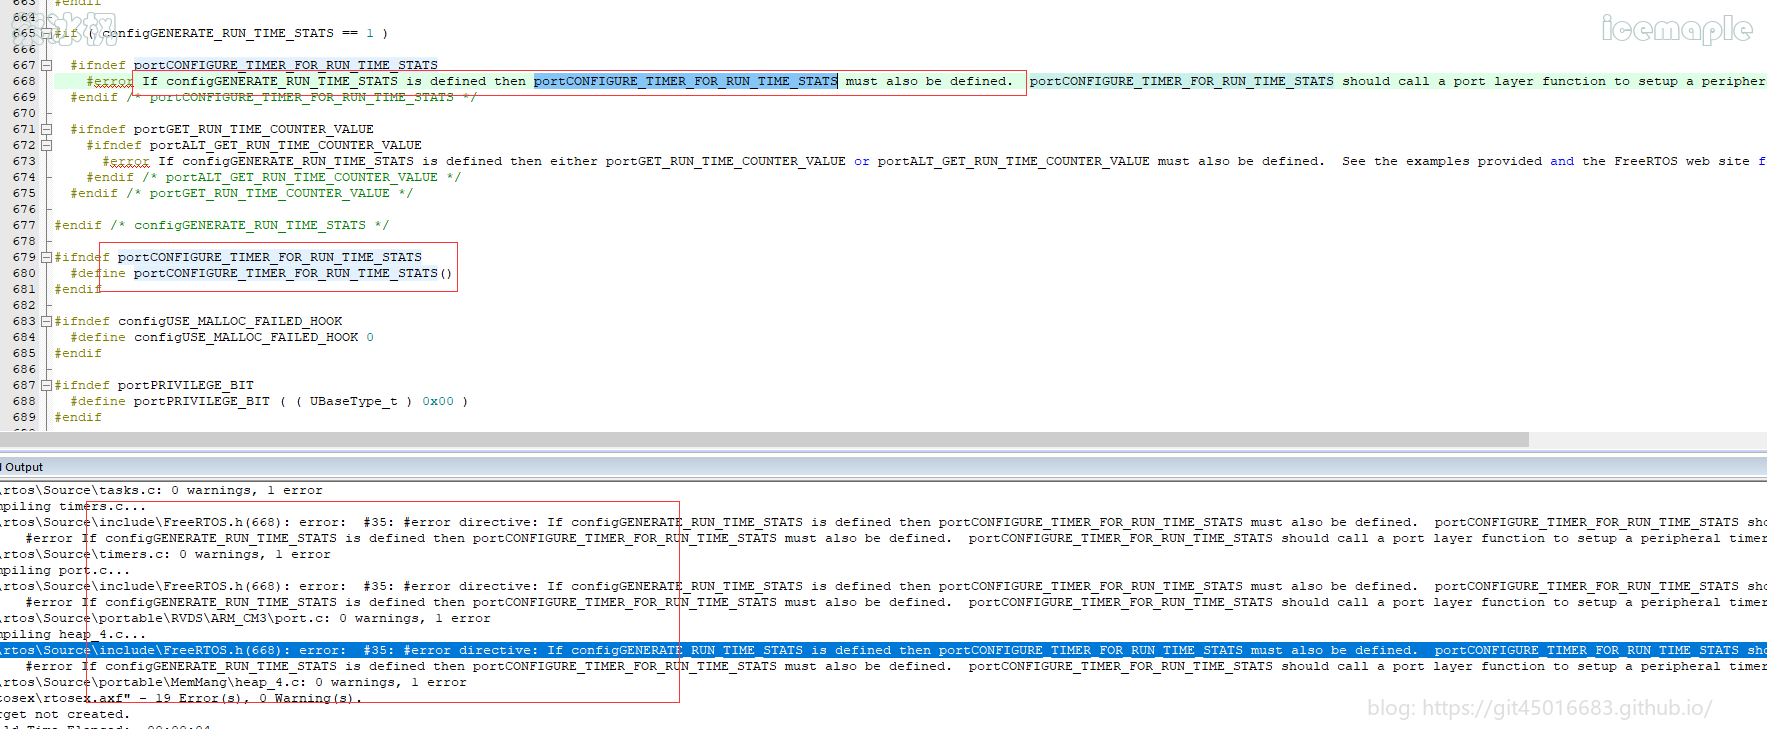 663 #endif
664
icemaple
665 #if ( configGENERATE_RUN_TIME_STATS == 1 )
666
667 #ifndef portCONFIGURE_TIMER_FOR_RUN_TIME_STATS
668 #error If configGENERATE_RUN_TIME_STATS is defined then portCONFIGURE_TIMER_FOR_RUN_TIME_STATS must also be defined.  portCONFIGURE_TIMER_FOR_RUN_TIME_STATS should call a port layer function to setup a periphera
669 #endif /* portCONFIGURE_TIMER_FOR_RUN_TIME_STATS */
670
671 #ifndef portGET_RUN_TIME_COUNTER_VALUE
672 #ifndef portALT_GET_RUN_TIME_COUNTER_VALUE
673 #error If configGENERATE_RUN_TIME_STATS is defined then either portGET_RUN_TIME_COUNTER_VALUE or portALT_GET_RUN_TIME_COUNTER_VALUE must also be defined.  See the examples provided and the FreeRTOS web site f
674 #endif /* portALT_GET_RUN_TIME_COUNTER_VALUE */
675 #endif /* portGET_RUN_TIME_COUNTER_VALUE */
676
677 #endif /* configGENERATE_RUN_TIME_STATS */
678
679 #ifndef portCONFIGURE_TIMER_FOR_RUN_TIME_STATS
680 #define portCONFIGURE_TIMER_FOR_RUN_TIME_STATS()
681 #endif
682
683 #ifndef configUSE_MALLOC_FAILED_HOOK
684 #define configUSE_MALLOC_FAILED_HOOK 0
685 #endif
686
687 #ifndef portPRIVILEGE_BIT
688 #define portPRIVILEGE_BIT ( ( UBaseType_t ) 0x00 )
689 #endif
d Output
\rtos\Source\tasks.c: 0 warnings, 1 error
mpiling timers.c...
\rtos\Source\include\FreeRTOS.h(668): error:  #35: #error directive: If configGENERATE_RUN_TIME_STATS is defined then portCONFIGURE_TIMER_FOR_RUN_TIME_STATS must also be defined.  portCONFIGURE_TIMER_FOR_RUN_TIME_STATS sho
#error If configGENERATE_RUN_TIME_STATS is defined then portCONFIGURE_TIMER_FOR_RUN_TIME_STATS must also be defined.  portCONFIGURE_TIMER_FOR_RUN_TIME_STATS should call a port layer function to setup a peripheral timer
\rtos\Source\timers.c: 0 warnings, 1 error
mpiling port.c...
\rtos\Source\include\FreeRTOS.h(668): error:  #35: #error directive: If configGENERATE_RUN_TIME_STATS is defined then portCONFIGURE_TIMER_FOR_RUN_TIME_STATS must also be defined.  portCONFIGURE_TIMER_FOR_RUN_TIME_STATS sho
#error If configGENERATE_RUN_TIME_STATS is defined then portCONFIGURE_TIMER_FOR_RUN_TIME_STATS must also be defined.  portCONFIGURE_TIMER_FOR_RUN_TIME_STATS should call a port layer function to setup a peripheral timer
\rtos\Source\portable\RVDS\ARM_CM3\port.c: 0 warnings, 1 error
mpiling heap_4.c...
\rtos\Source\include\FreeRTOS.h(668): error:  #35: #error directive: If configGENERATE_RUN_TIME_STATS is defined then portCONFIGURE_TIMER_FOR_RUN_TIME_STATS must also be defined.  portCONFIGURE_TIMER_FOR_RUN_TIME_STATS sho
#error If configGENERATE_RUN_TIME_STATS is defined then portCONFIGURE_TIMER_FOR_RUN_TIME_STATS must also be defined.  portCONFIGURE_TIMER_FOR_RUN_TIME_STATS should call a port layer function to setup a peripheral timer
\rtos\Source\portable\MemMang\heap_4.c: 0 warnings, 1 error
tosex\rtosex.axf" - 19 Error(s), 0 Warning(s).
rget not created.
blog: https://git45016683.github.io/